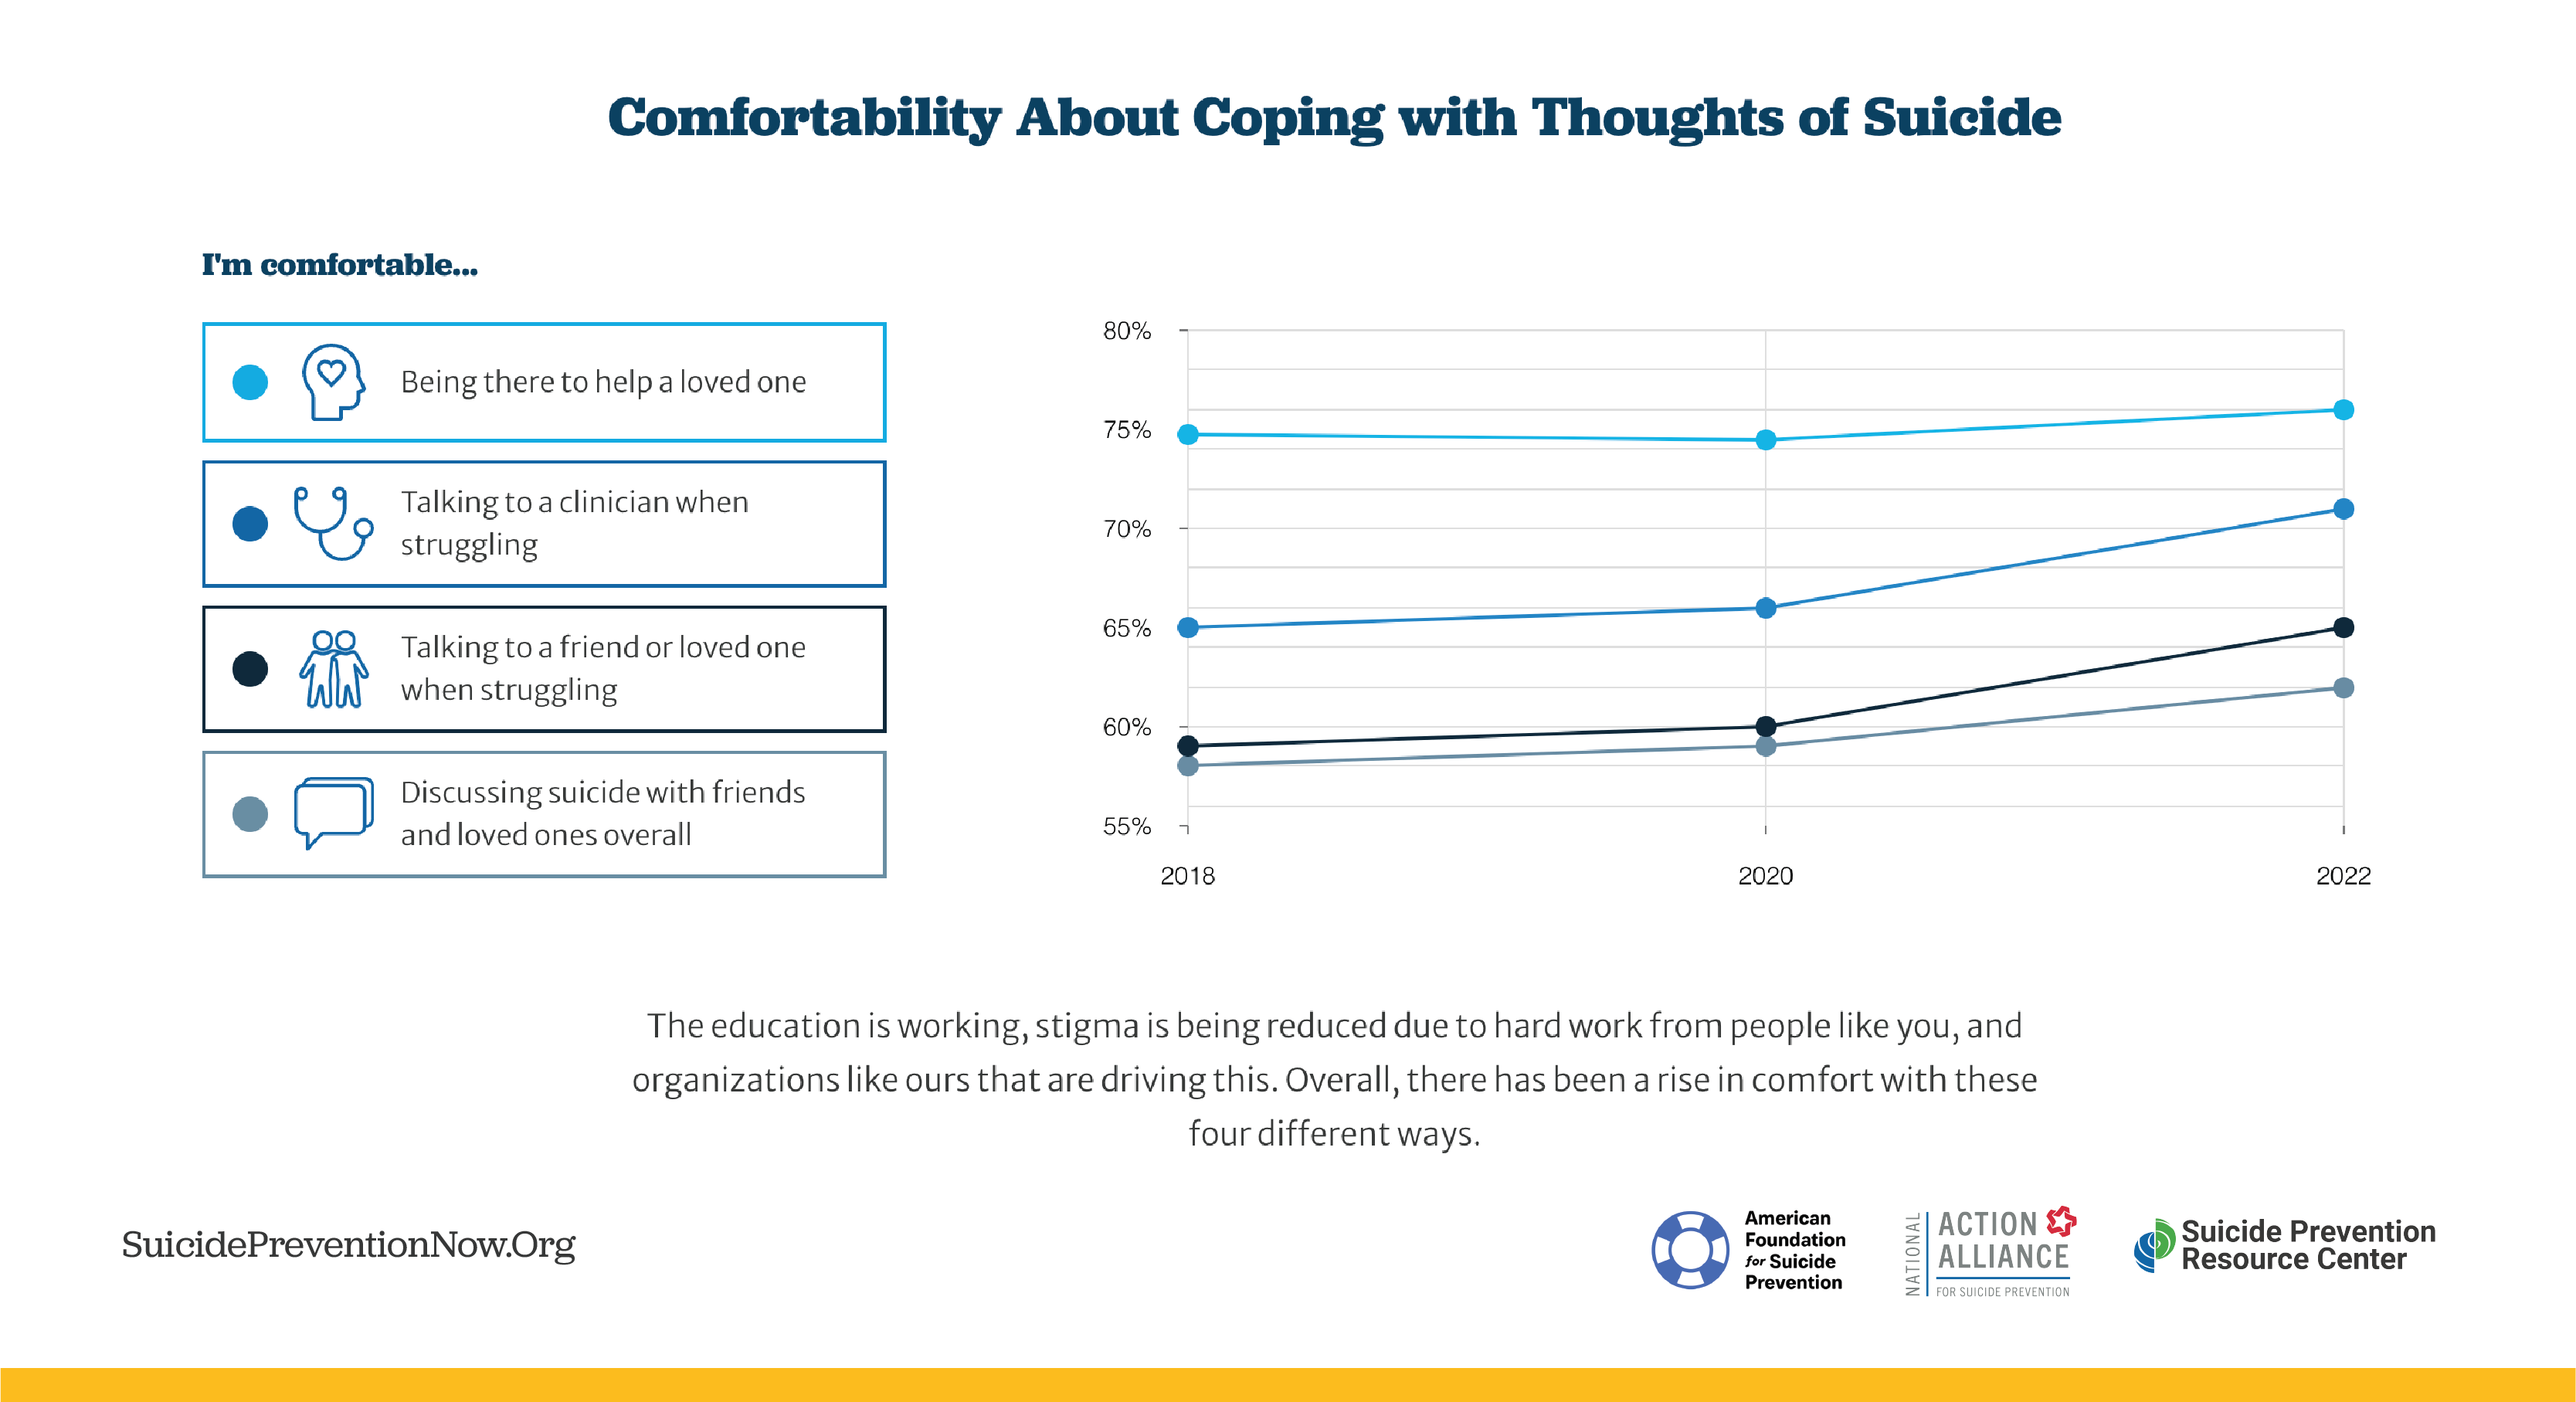 Comfortability About Coping with Thoughts of Suicide
I'm comfortable...
Being there to help a loved one
Talking to a clinician when
struggling
Talking to a friend or loved one
when struggling
Discussing suicide with friends
and loved ones overall
80%
75%
70%
65%
60%
55%
2018
2020
2022
The education is working, stigma is being reduced due to hard work from people like you, and
organizations like ours that are driving this. Overall, there has been a rise in comfort with these
four different ways.
SuicidePreventionNow.Org
American
Foundation
for Suicide
Prevention
NATIONAL
ACTION
ALLIANCE
FOR SUICIDE PREVENTION
Suicide Prevention
Resource Center